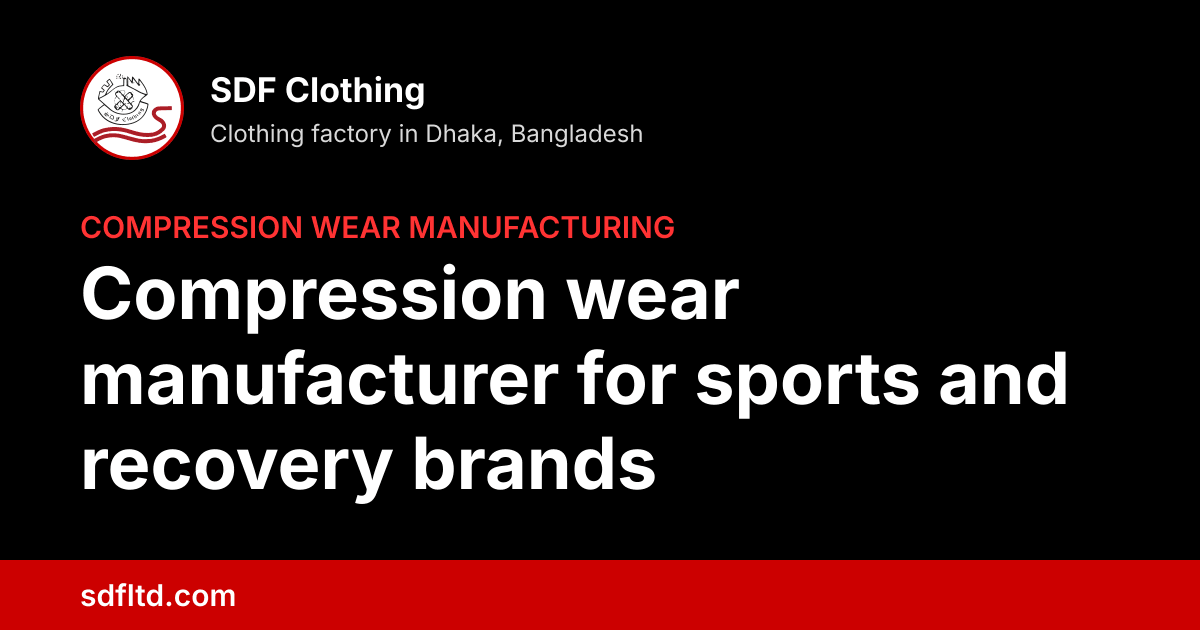 SDF Clothing
Clothing factory in Dhaka, Bangladesh
COMPRESSION WEAR MANUFACTURING
Compression wear
manufacturer for sports and
recovery brands
sdfltd.com